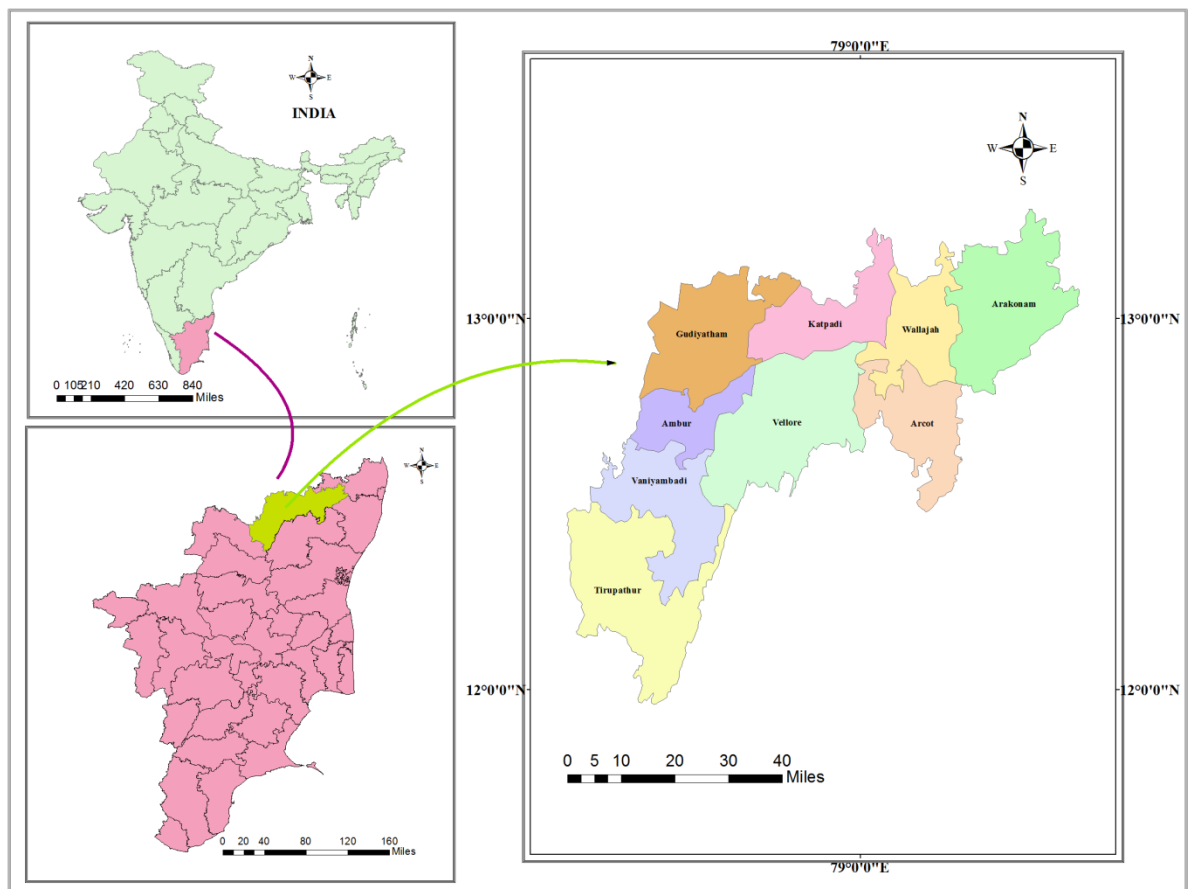 N
W E
S
INDIA
0 105 210 420 630 840
Miles
N
W E
S
0 20 40 80 120 160
Miles
79°0'0"E
N
W E
S
13°0'0"N
13°0'0"N
Arakonam
Katpadi
Wallajah
Gudiyatham
Ambur
Vellore
Arcot
Vaniyambadi
Tirupathur
12°0'0"N
12°0'0"N
0 5 10 20 30 40
Miles
79°0'0"E